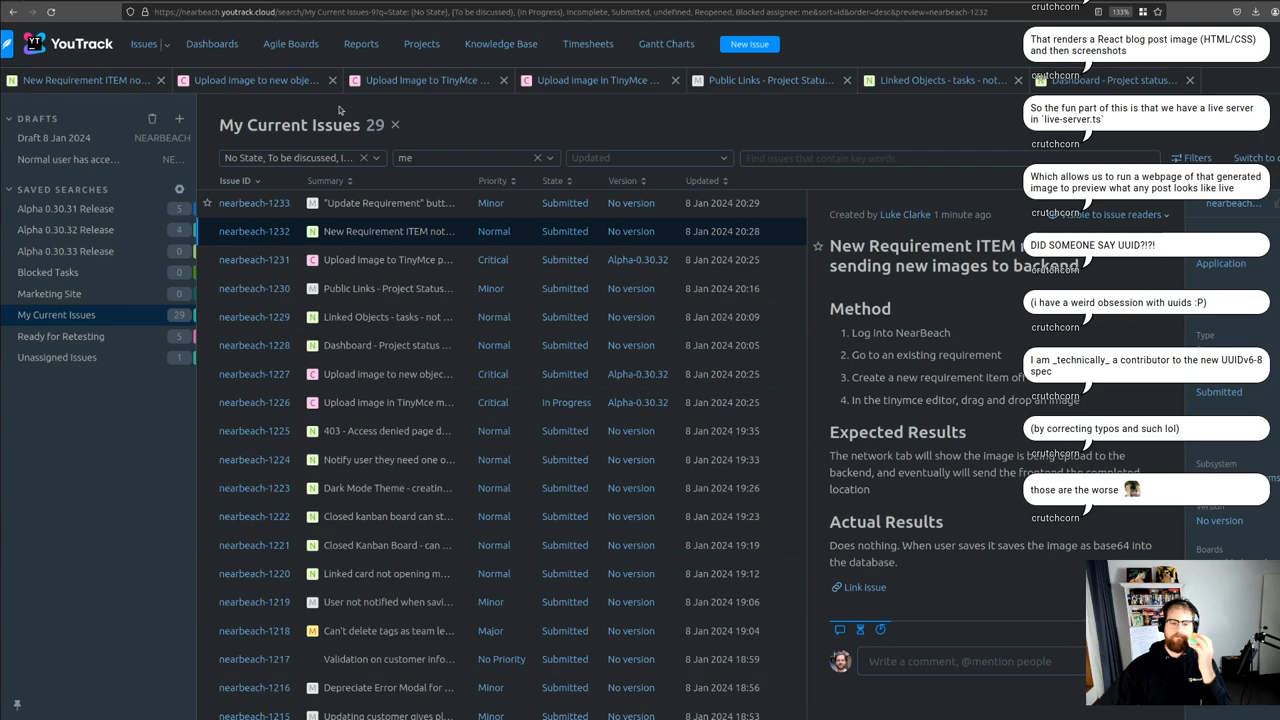 https://nearbeach.youtrack.cloud/search/My Current Issues-9?q=State: (No State), {To be discussed}, {In Progress}, Incomplete, Submitted, undefined, Reopened, Blocked assignee: me&sort=id&order=desc&preview=nearbeach-1232
133%
YouTrack
Issues
Dashboards
Agile Boards
Reports
Projects
Knowledge Base
Timesheets
Gantt Charts
New Issue
N New Requirement ITEM no...
C Upload image to new obje...
C Upload Image to TinyMce ...
C Upload image in TinyMce ...
M Public Links - Project Statu...
N Linked Objects - tasks - not...
Dashboard - Project status...
DRAFTS
Draft 8 Jan 2024 NEARBEACH
Normal user has acce... NE...
SAVED SEARCHES
Alpha 0.30.31 Release 5
Alpha 0.30.32 Release 4
Alpha 0.30.33 Release 0
Blocked Tasks 0
Marketing Site 0
My Current Issues 29
Ready for Retesting 5
Unassigned Issues 1
My Current Issues 29
No State, To be discussed, I...
me
Updated
Find issues that contain key words
Filters
Switch to
Issue ID Summary Priority State Version Updated
nearbeach-1233 M "Update Requirement" butt... Minor Submitted No version 8 Jan 2024 20:29
nearbeach-1232 N New Requirement ITEM not... Normal Submitted No version 8 Jan 2024 20:28
nearbeach-1231 C Upload Image to TinyMce p... Critical Submitted Alpha-0.30.32 8 Jan 2024 20:25
nearbeach-1230 M Public Links - Project Status... Minor Submitted No version 8 Jan 2024 20:16
nearbeach-1229 N Linked Objects - tasks - not ... Normal Submitted No version 8 Jan 2024 20:09
nearbeach-1228 N Dashboard - Project status ... Normal Submitted No version 8 Jan 2024 20:05
nearbeach-1227 C Upload image to new objec... Critical Submitted Alpha-0.30.32 8 Jan 2024 20:25
nearbeach-1226 C Upload image in TinyMce m... Critical In Progress Alpha-0.30.32 8 Jan 2024 20:25
nearbeach-1225 N 403 - Access denied page d... Normal Submitted No version 8 Jan 2024 19:35
nearbeach-1224 N Notify user they need one o... Normal Submitted No version 8 Jan 2024 19:33
nearbeach-1223 N Dark Mode Theme - creatin... Normal Submitted No version 8 Jan 2024 19:26
nearbeach-1222 N Closed kanban board can st... Normal Submitted No version 8 Jan 2024 19:23
nearbeach-1221 N Closed Kanban Board - can ... Normal Submitted No version 8 Jan 2024 19:19
nearbeach-1220 N Linked card not opening m... Normal Submitted No version 8 Jan 2024 19:12
nearbeach-1219 M User not notified when savi... Minor Submitted No version 8 Jan 2024 19:06
nearbeach-1218 M Can't delete tags as team le... Major Submitted No version 8 Jan 2024 19:04
nearbeach-1217 Validation on customer info... No Priority Submitted No version 8 Jan 2024 18:59
nearbeach-1216 M Depreciate Error Modal for ... Minor Submitted No version 8 Jan 2024 18:56
nearbeach-1215 Updating customer gives pl... Minor Submitted No version 8 Jan 2024 18:53
Created by Luke Clarke 1 minute ago
Visible to issue readers
New Requirement ITEM
sending new images to backend
Method
1. Log into NearBeach
2. Go to an existing requirement
3. Create a new requirement item of
4. In the tinymce editor, drag and drop an image
Expected Results
The network tab will show the image is being upload to the
backend, and eventually will send the frontend the completed
location
Actual Results
Does nothing. When user saves it saves the image as base64 into
the database.
Link issue
Write a comment, @mention people
nearbeach...
Application
Type
Submitted
Subsystem
Version
No version
Boards
crutchcorn
That renders a React blog post image (HTML/CSS)
and then screenshots
crutchcorn
So the fun part of this is that we have a live server
in `live-server.ts`
crutchcorn
Which allows us to run a webpage of that generated
image to preview what any post looks like live
crutchcorn
DID SOMEONE SAY UUID?!?!
crutchcorn
(i have a weird obsession with uuids :P)
crutchcorn
I am _technically_ a contributor to the new UUIDv6-8
spec
crutchcorn
(by correcting typos and such lol)
crutchcorn
those are the worse
crutchcorn